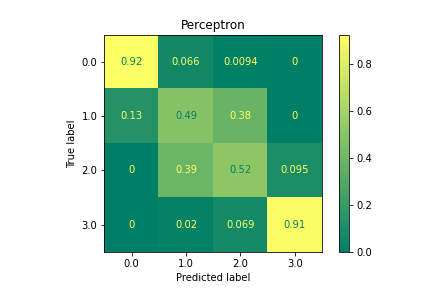 Perceptron
0.0 0.92 0.066 0.0094 0
1.0 0.13 0.49 0.38 0
2.0 0 0.39 0.52 0.095
3.0 0 0.02 0.069 0.91
0.0 1.0 2.0 3.0
True label
Predicted label
0.8
0.6
0.4
0.2
0.0